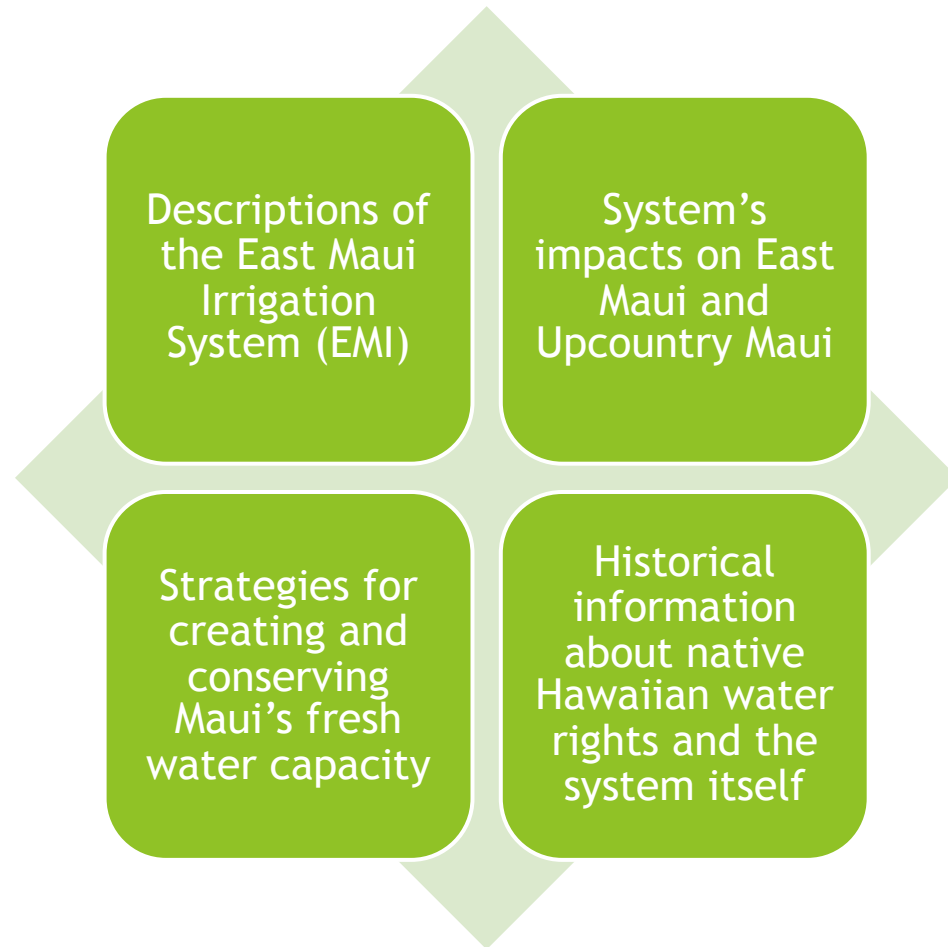 Descriptions of
the East Maui
Irrigation
System (EMI)
System’s
impacts on East
Maui and
Upcountry Maui
Strategies for
creating and
conserving
Maui’s fresh
water capacity
Historical
information
about native
Hawaiian water
rights and the
system itself